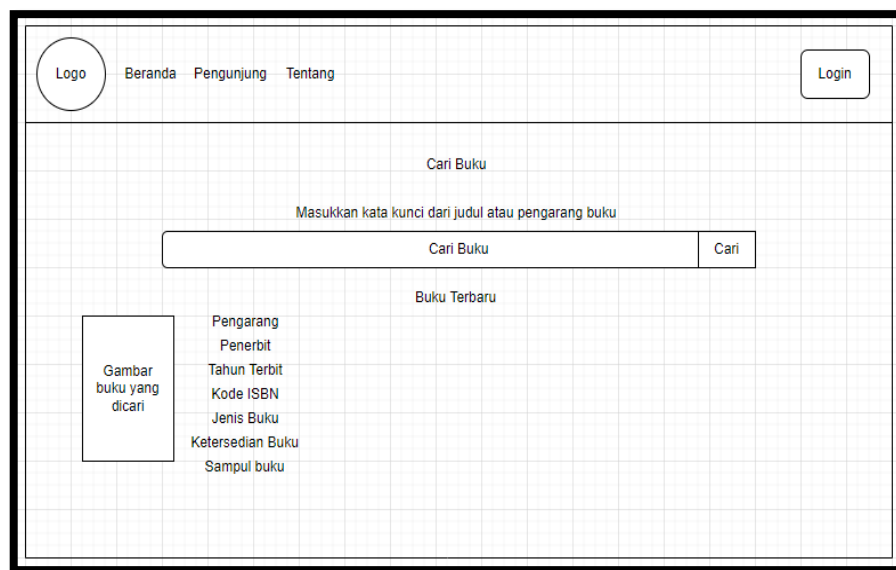 Logo Beranda Pengunjung Tentang Login
Cari Buku
Masukkan kata kunci dari judul atau pengarang buku
Cari Buku Cari
Buku Terbaru
Gambar
buku yang
dicari
Pengarang
Penerbit
Tahun Terbit
Kode ISBN
Jenis Buku
Ketersedian Buku
Sampul buku